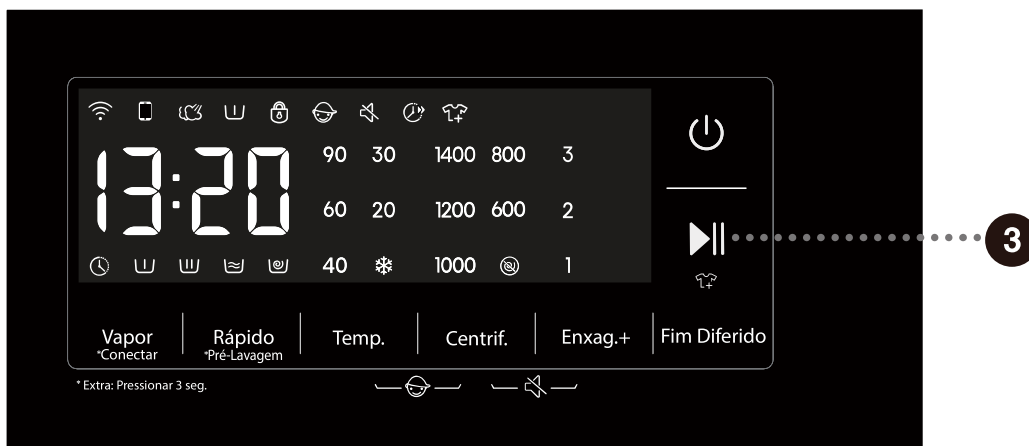 13:20
90 30 1400 800 3
60 20 1200 600 2
40 1000 1
3
Vapor
*Conectar
Rápido
*Pré-Lavagem
Temp.
Centrif.
Enxag.+
Fim Diferido
* Extra: Pressionar 3 seg.